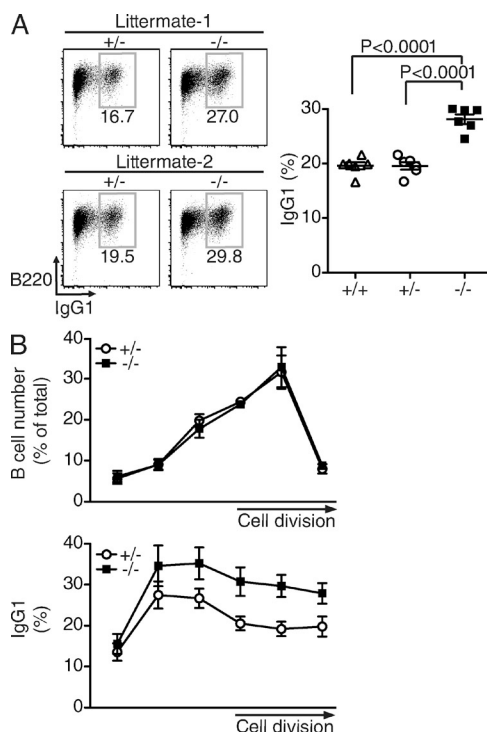 A
Littermate-1
+/-
-/-
16.7
27.0
Littermate-2
+/-
-/-
19.5
29.8
B220
IgG1
P<0.0001
P<0.0001
30
20
10
0
IgG1 (%)
+/+
+/-
-/-
B
+/-
-/-
40
30
20
10
0
B cell number
(% of total)
Cell division
+/-
-/-
40
30
20
10
0
IgG1
(%)
Cell division